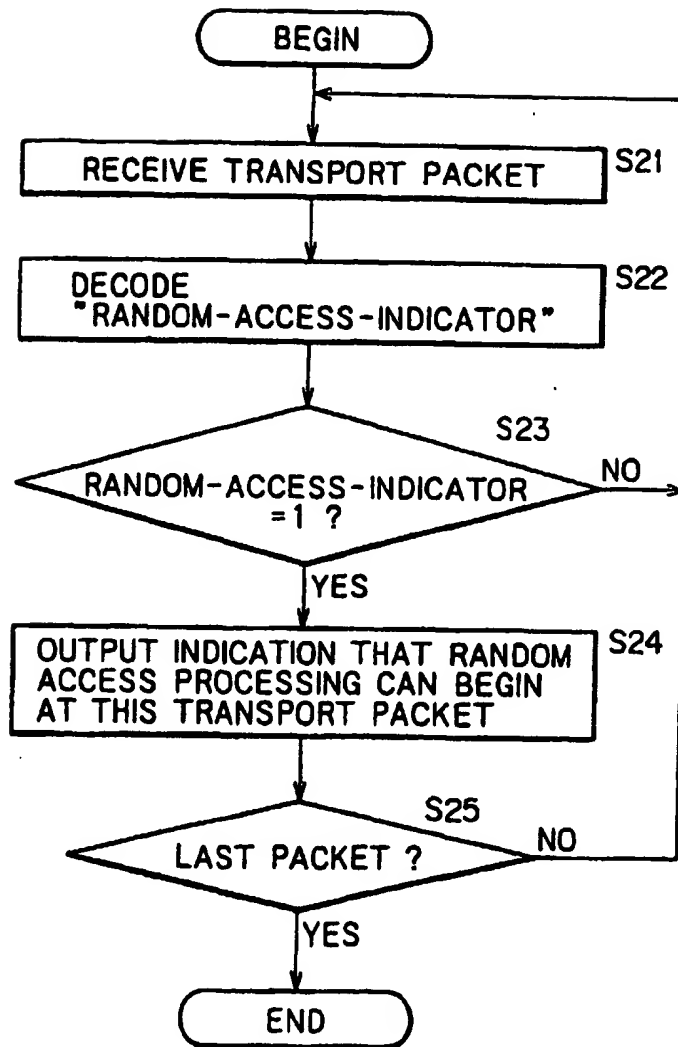 BEGIN
RECEIVE TRANSPORT PACKET
S21
DECODE
"RANDOM-ACCESS-INDICATOR"
S22
S23
RANDOM-ACCESS-INDICATOR
=1 ?
NO
YES
OUTPUT INDICATION THAT RANDOM
ACCESS PROCESSING CAN BEGIN
AT THIS TRANSPORT PACKET
S24
S25
LAST PACKET ?
NO
YES
END